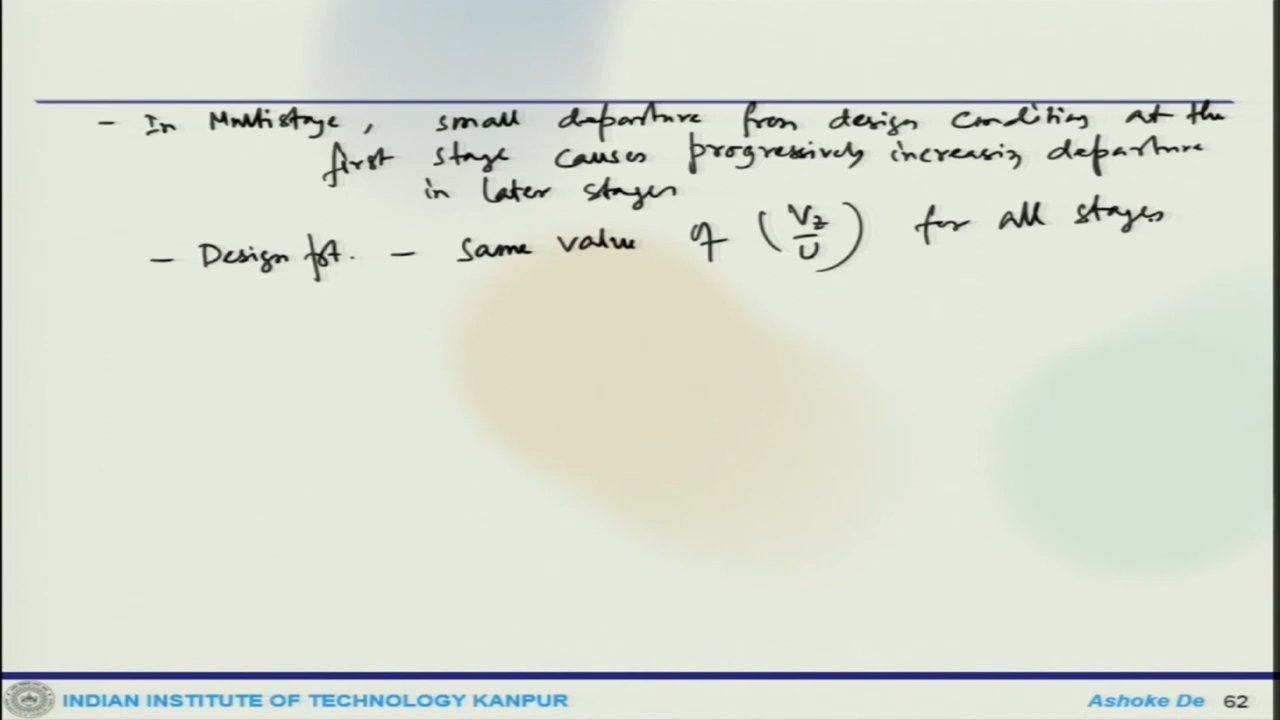 - In Multistage, small departure from design condition at the
first stage causes progressively increasing departure
in later stages
- Design pt. - same value of (Vz/U) for all stages
INDIAN INSTITUTE OF TECHNOLOGY KANPUR
Ashoke De 62